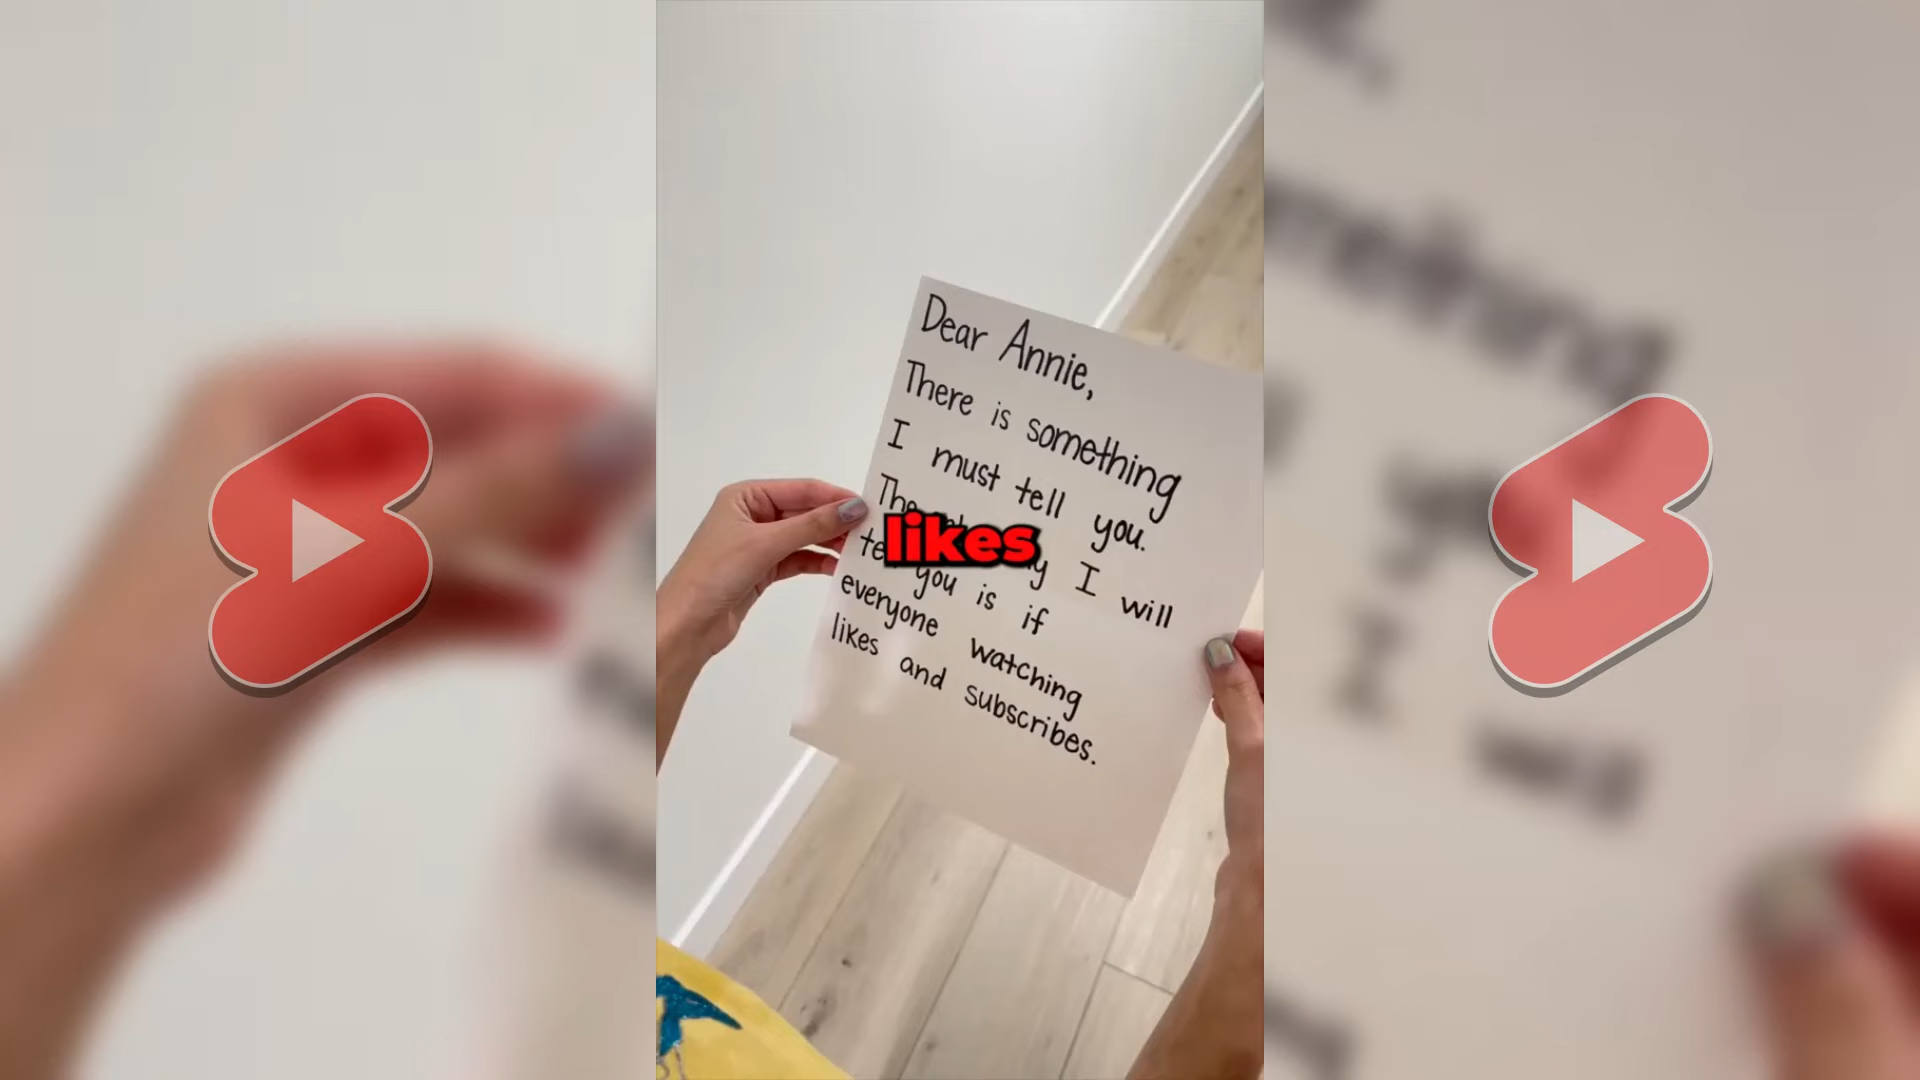 Dear Annie,
There is something
I must tell you.
The I will
you is if
everyone watching
likes and subscribes.
likes